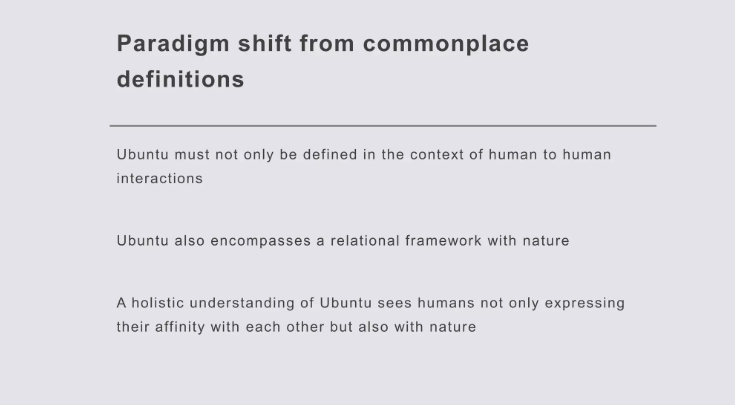 Paradigm shift from commonplace
definitions
Ubuntu must not only be defined in the context of human to human
interactions
Ubuntu also encompasses a relational framework with nature
A holistic understanding of Ubuntu sees humans not only expressing
their affinity with each other but also with nature